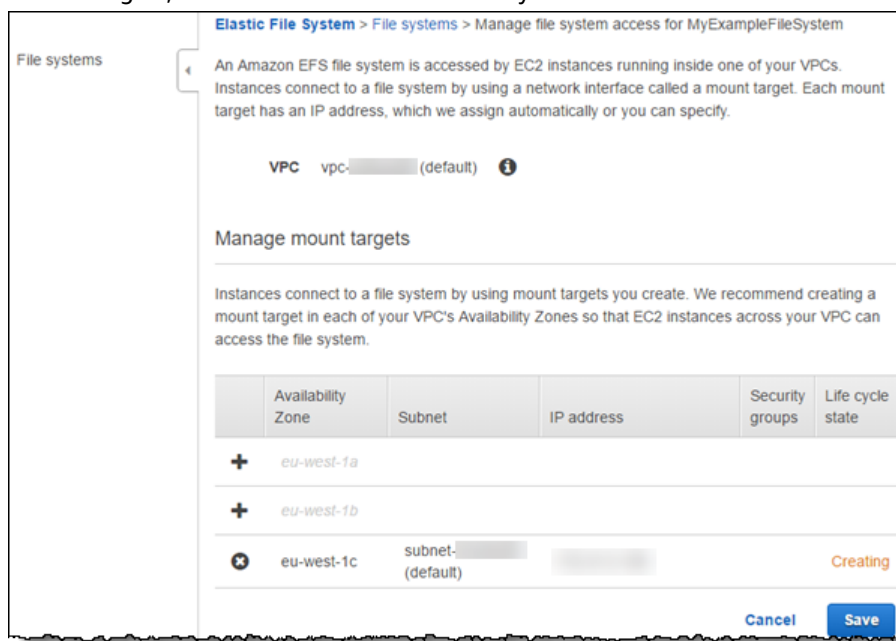 Elastic File System > File systems > Manage file system access for MyExampleFileSystem
File systems
An Amazon EFS file system is accessed by EC2 instances running inside one of your VPCs.
Instances connect to a file system by using a network interface called a mount target. Each mount
target has an IP address, which we assign automatically or you can specify.
VPC vpc- (default)
Manage mount targets
Instances connect to a file system by using mount targets you create. We recommend creating a
mount target in each of your VPC's Availability Zones so that EC2 instances across your VPC can
access the file system.
Availability Zone Subnet IP address Security groups Life cycle state
eu-west-1a
eu-west-1b
eu-west-1c subnet- (default) Creating
Cancel Save